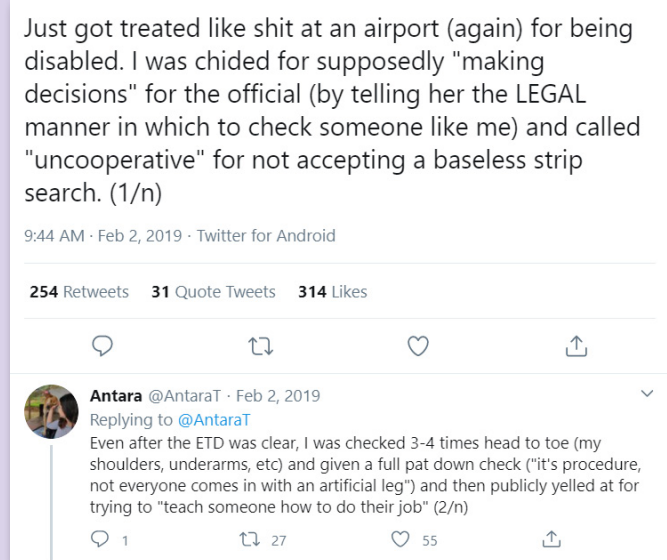 Just got treated like shit at an airport (again) for being
disabled. I was chided for supposedly "making
decisions" for the official (by telling her the LEGAL
manner in which to check someone like me) and called
"uncooperative" for not accepting a baseless strip
search. (1/n)
9:44 AM · Feb 2, 2019 · Twitter for Android
254 Retweets 31 Quote Tweets 314 Likes
Antara @AntaraT · Feb 2, 2019
Replying to @AntaraT
Even after the ETD was clear, I was checked 3-4 times head to toe (my
shoulders, underarms, etc) and given a full pat down check ("it's procedure,
not everyone comes in with an artificial leg") and then publicly yelled at for
trying to "teach someone how to do their job" (2/n)
1 27 55